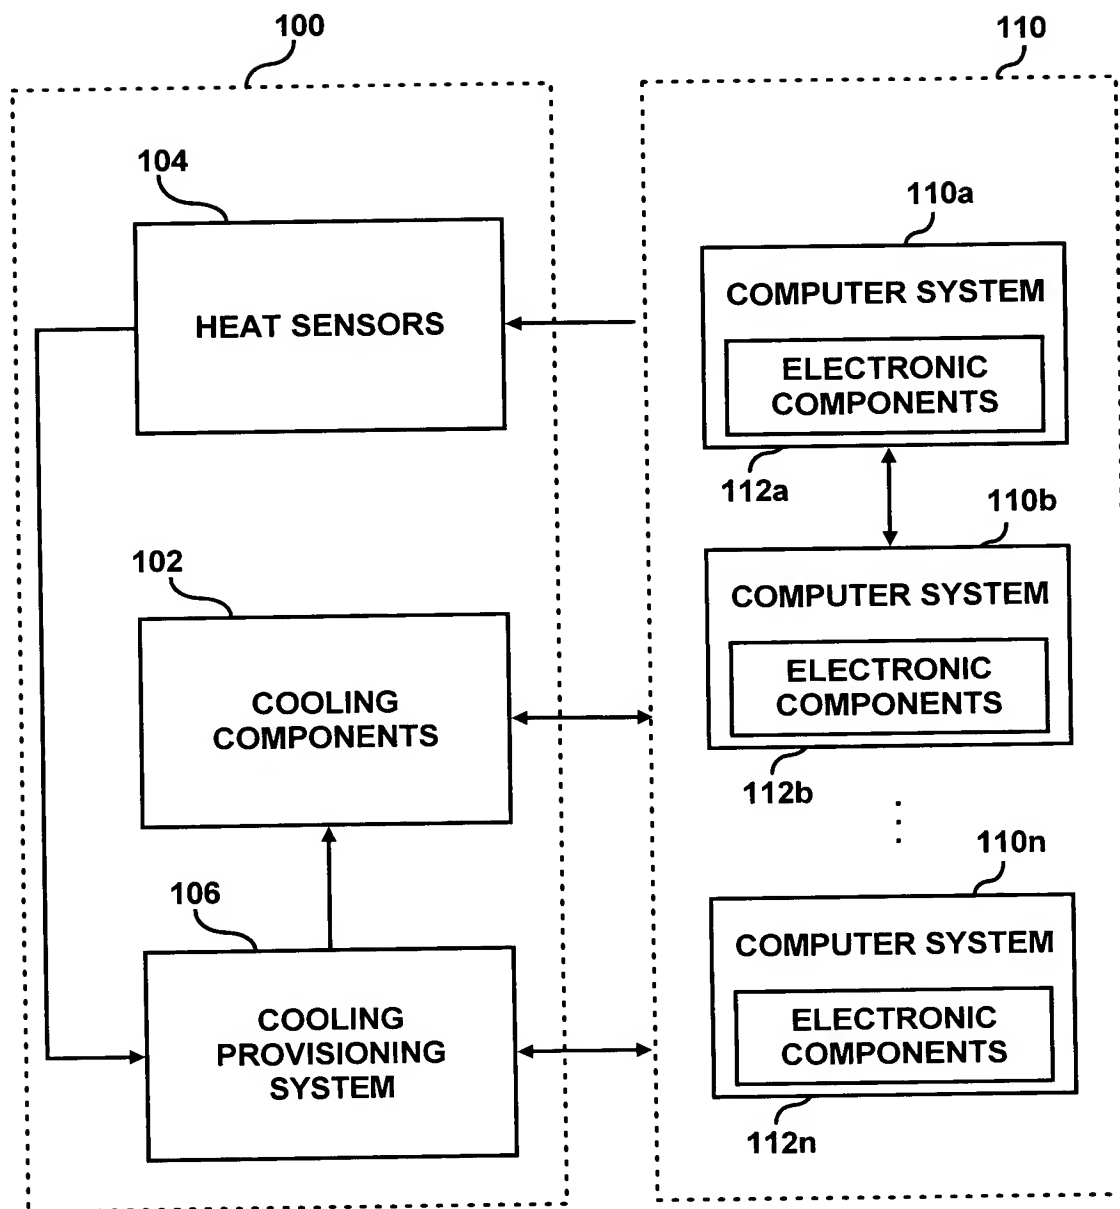 100
110
104
HEAT SENSORS
110a
COMPUTER SYSTEM
ELECTRONIC
COMPONENTS
112a
102
COOLING
COMPONENTS
110b
COMPUTER SYSTEM
ELECTRONIC
COMPONENTS
112b
106
COOLING
PROVISIONING
SYSTEM
110n
COMPUTER SYSTEM
ELECTRONIC
COMPONENTS
112n